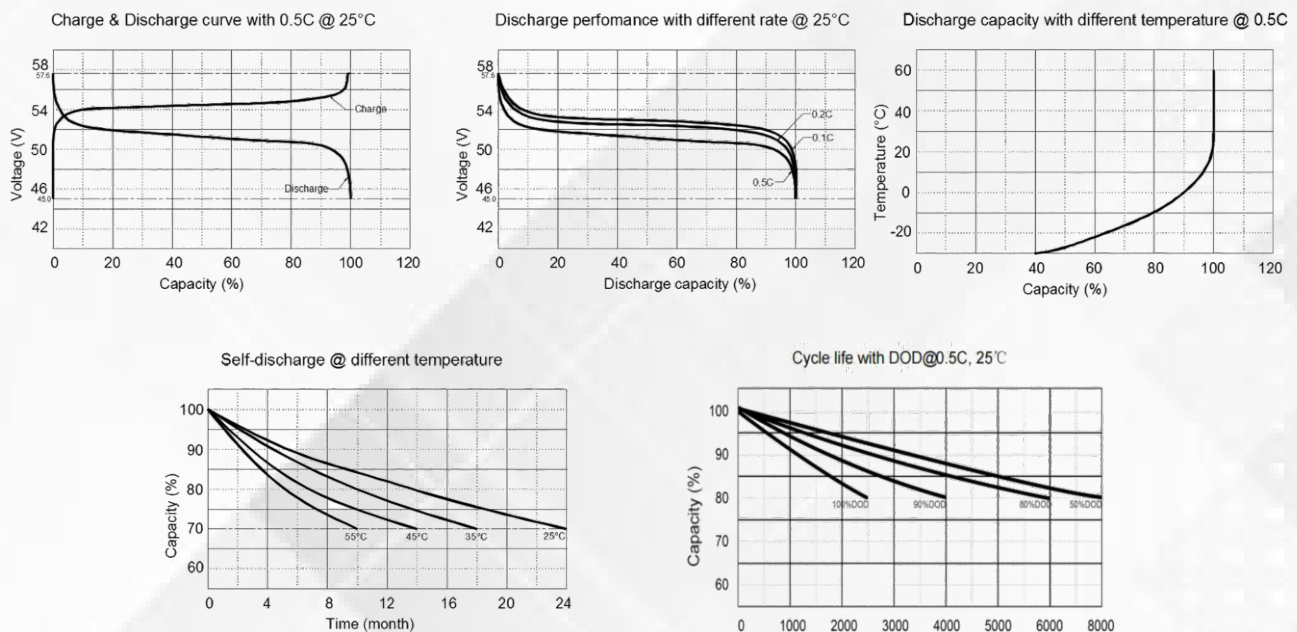 Charge & Discharge curve with 0.5C @ 25°C
58
57.6
54
50
46
45.0
42
Voltage (V)
Charge
Discharge
0 20 40 60 80 100 120
Capacity (%)
Discharge perfomance with different rate @ 25°C
58
57.6
54
50
46
45.0
42
Voltage (V)
0.2C
0.1C
0.5C
0 20 40 60 80 100 120
Discharge capacity (%)
Discharge capacity with different temperature @ 0.5C
60
40
20
0
-20
Temperature (°C)
0 20 40 60 80 100 120
Capacity (%)
Self-discharge @ different temperature
100
90
80
70
60
Capacity (%)
55°C 45°C 35°C 25°C
0 4 8 12 16 20 24
Time (month)
Cycle life with DOD@0.5C, 25℃
100
90
80
70
60
Capacity (%)
100%DOD 90%DOD 80%DOD 50%DOD
0 1000 2000 3000 4000 5000 6000 8000